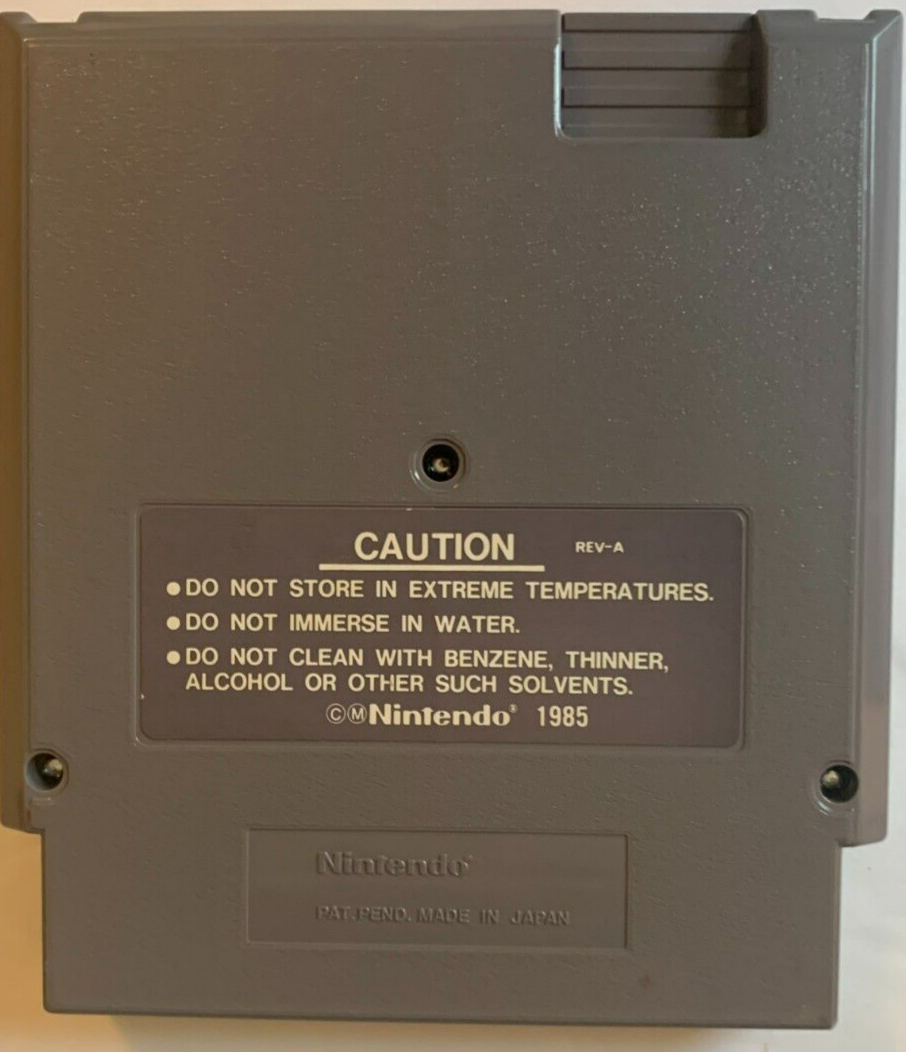 CAUTION REV-A
●DO NOT STORE IN EXTREME TEMPERATURES.
●DO NOT IMMERSE IN WATER.
●DO NOT CLEAN WITH BENZENE, THINNER,
ALCOHOL OR OTHER SUCH SOLVENTS.
©ⓂNintendo® 1985
Nintendo®
PAT.PEND. MADE IN JAPAN